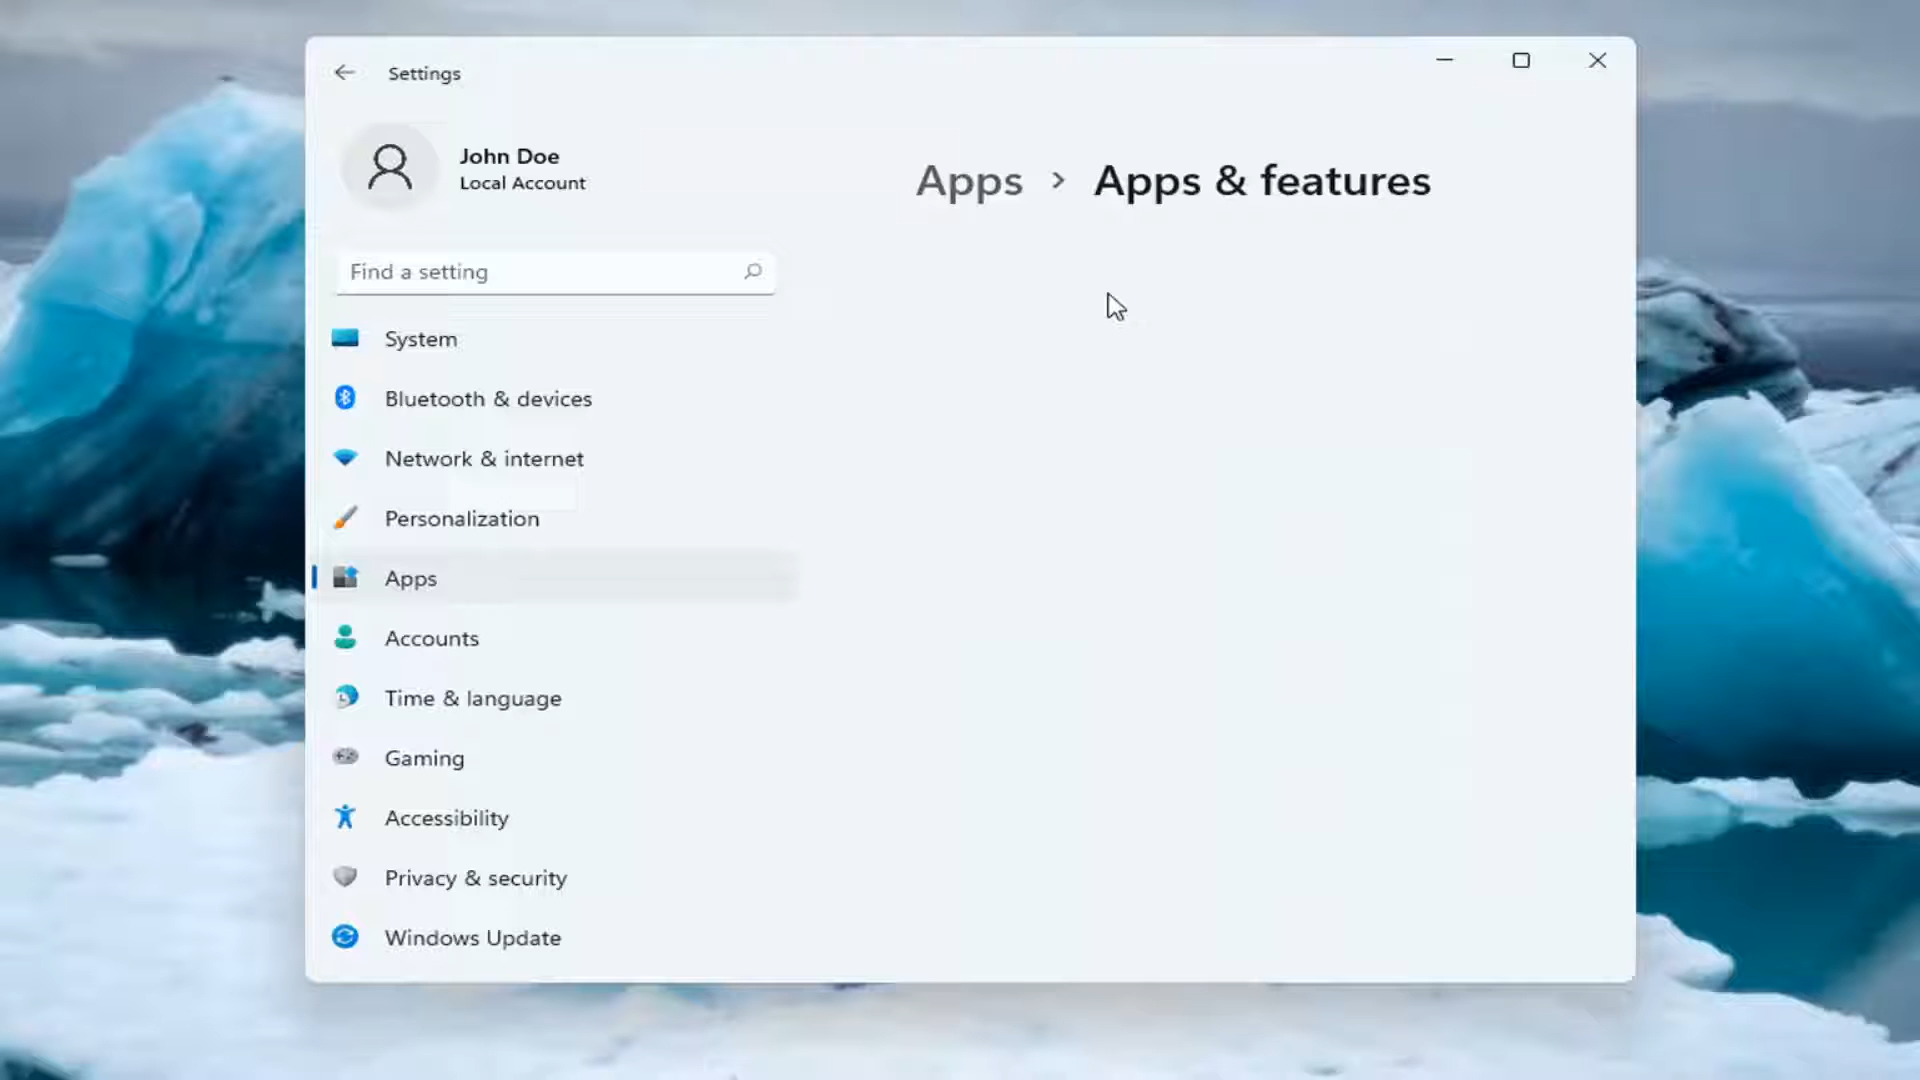 Settings
John Doe
Local Account
Apps > Apps & features
Find a setting
System
Bluetooth & devices
Network & internet
Personalization
Apps
Accounts
Time & language
Gaming
Accessibility
Privacy & security
Windows Update